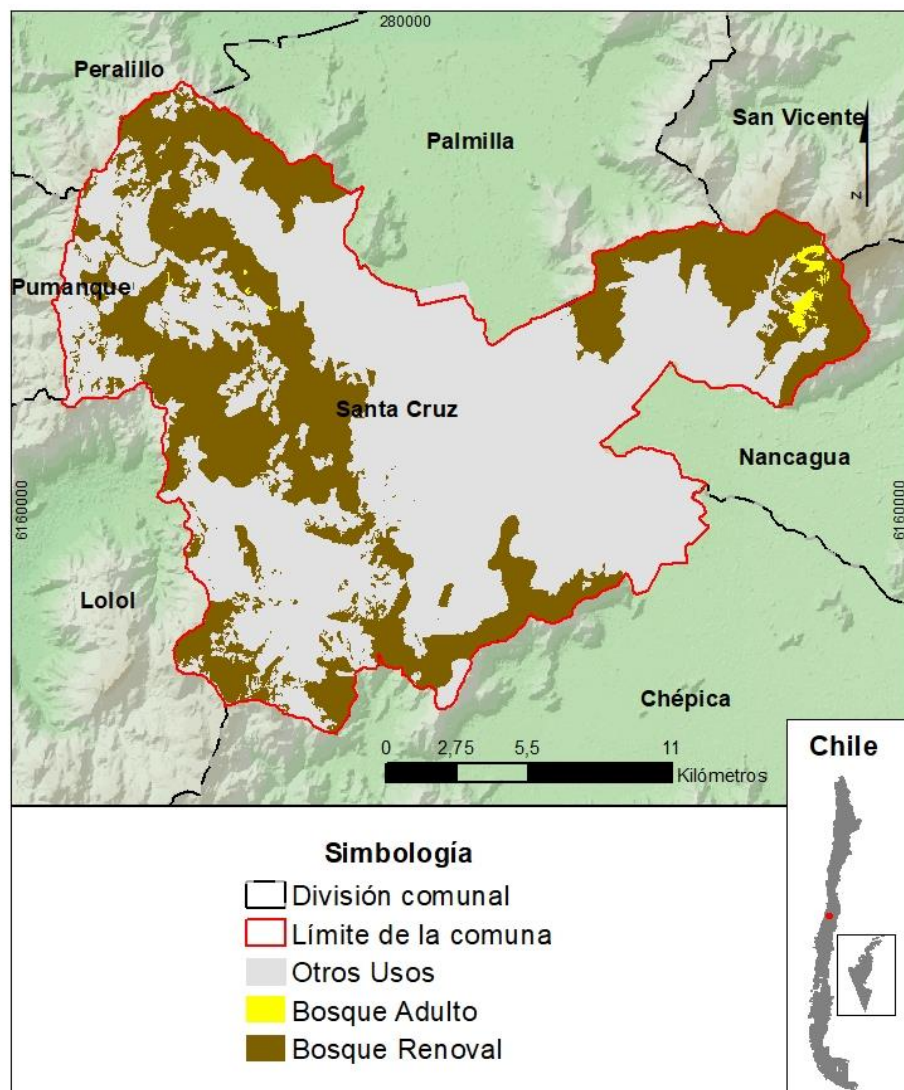 280000
Peralillo
San Vicente
Palmilla
z
Pumanque
Santa Cruz
Nancagua
6160000
6160000
Lolol
Chépica
0 2,75 5,5 11
Kilómetros
Chile
Simbología
División comunal
Límite de la comuna
Otros Usos
Bosque Adulto
Bosque Renoval